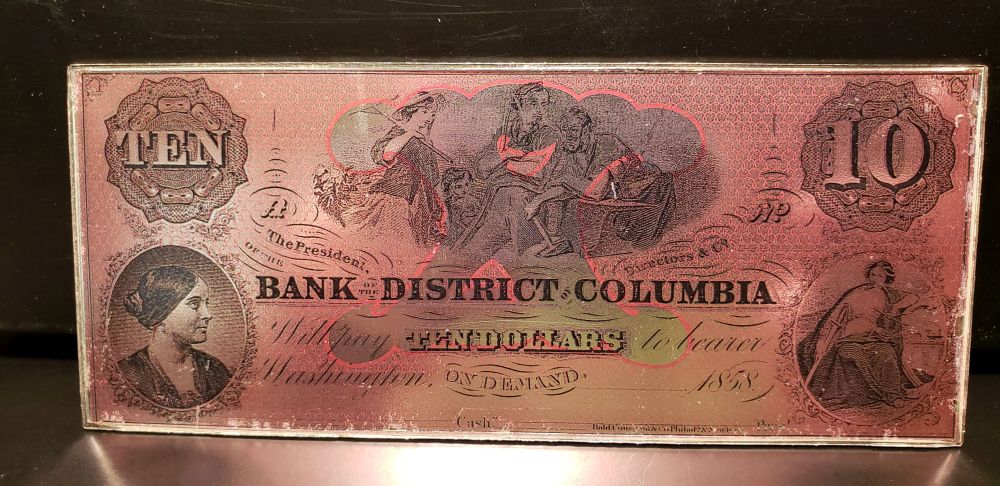 TEN
10
A
No
The President,
Directors & Co
OF THE
BANK OF THE DISTRICT OF COLUMBIA
Will pay TEN DOLLARS to bearer
Washington, ON DEMAND, 1858
Cash